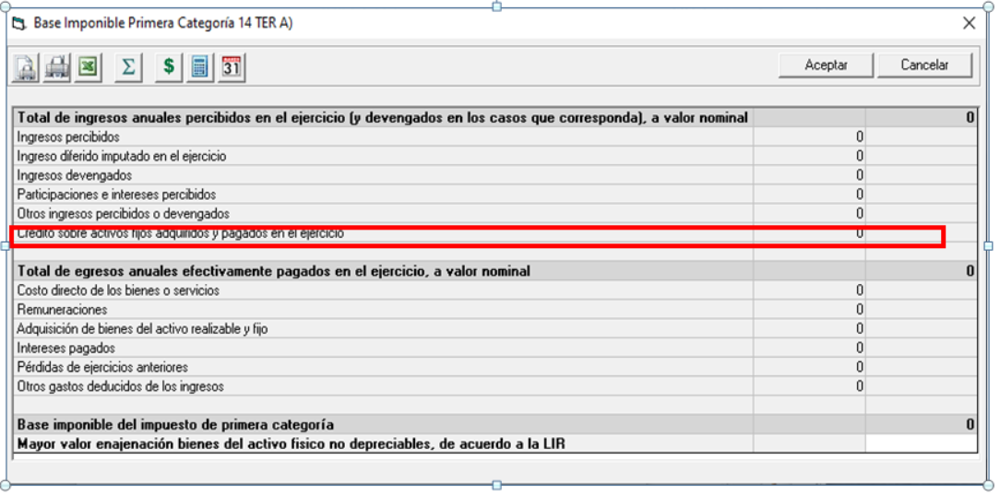 Base Imponible Primera Categoría 14 TER A)
Σ $ 31 Aceptar Cancelar
Total de ingresos anuales percibidos en el ejercicio (y devengados en los casos que corresponda), a valor nominal 0
Ingresos percibidos 0
Ingreso diferido imputado en el ejercicio 0
Ingresos devengados 0
Participaciones e intereses percibidos 0
Otros ingresos percibidos o devengados 0
Crédito sobre activos fijos adquiridos y pagados en el ejercicio 0
Total de egresos anuales efectivamente pagados en el ejercicio, a valor nominal 0
Costo directo de los bienes o servicios 0
Remuneraciones 0
Adquisición de bienes del activo realizable y fijo 0
Intereses pagados 0
Pérdidas de ejercicios anteriores 0
Otros gastos deducidos de los ingresos 0
Base imponible del impuesto de primera categoría 0
Mayor valor enajenación bienes del activo físico no depreciables, de acuerdo a la LIR